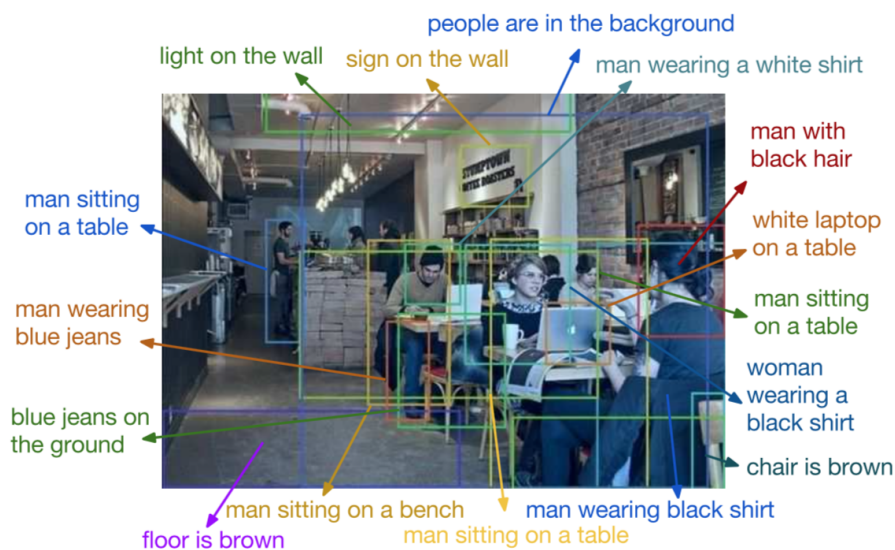 people are in the background
light on the wall
sign on the wall
man wearing a white shirt
man with
black hair
STUMPTOWN
COFFEE ROASTERS
man sitting
on a table
white laptop
on a table
man wearing
blue jeans
man sitting
on a table
woman
wearing a
black shirt
blue jeans on
the ground
chair is brown
man sitting on a bench
man wearing black shirt
man sitting on a table
floor is brown